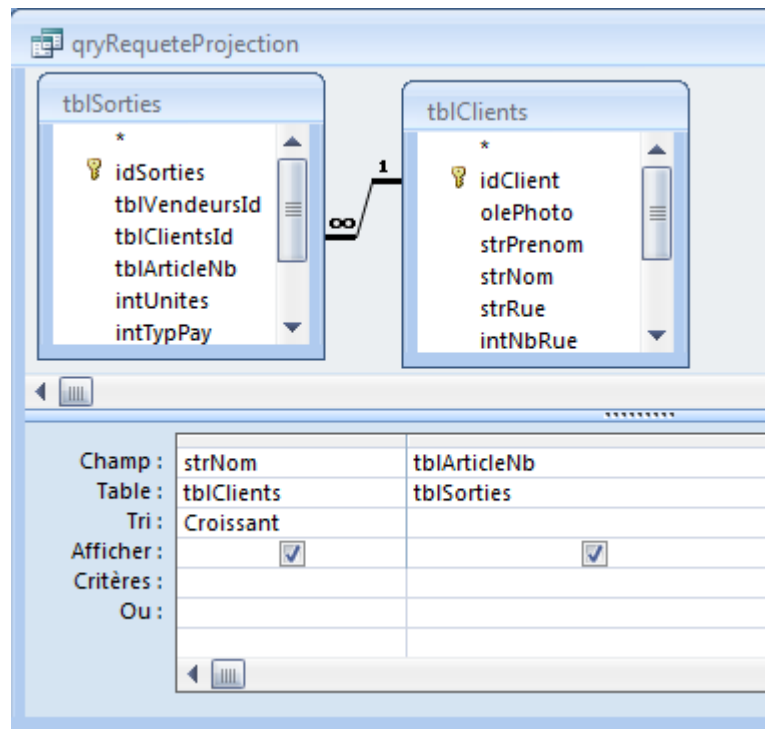 qryRequeteProjection
tblSorties
*
idSorties
tblVendeursId
tblClientsId
tblArticleNb
intUnites
intTypPay
∞
1
tblClients
*
idClient
olePhoto
strPrenom
strNom
strRue
intNbRue
Champ : strNom tblArticleNb
Table : tblClients tblSorties
Tri : Croissant
Afficher :
Critères :
Ou :